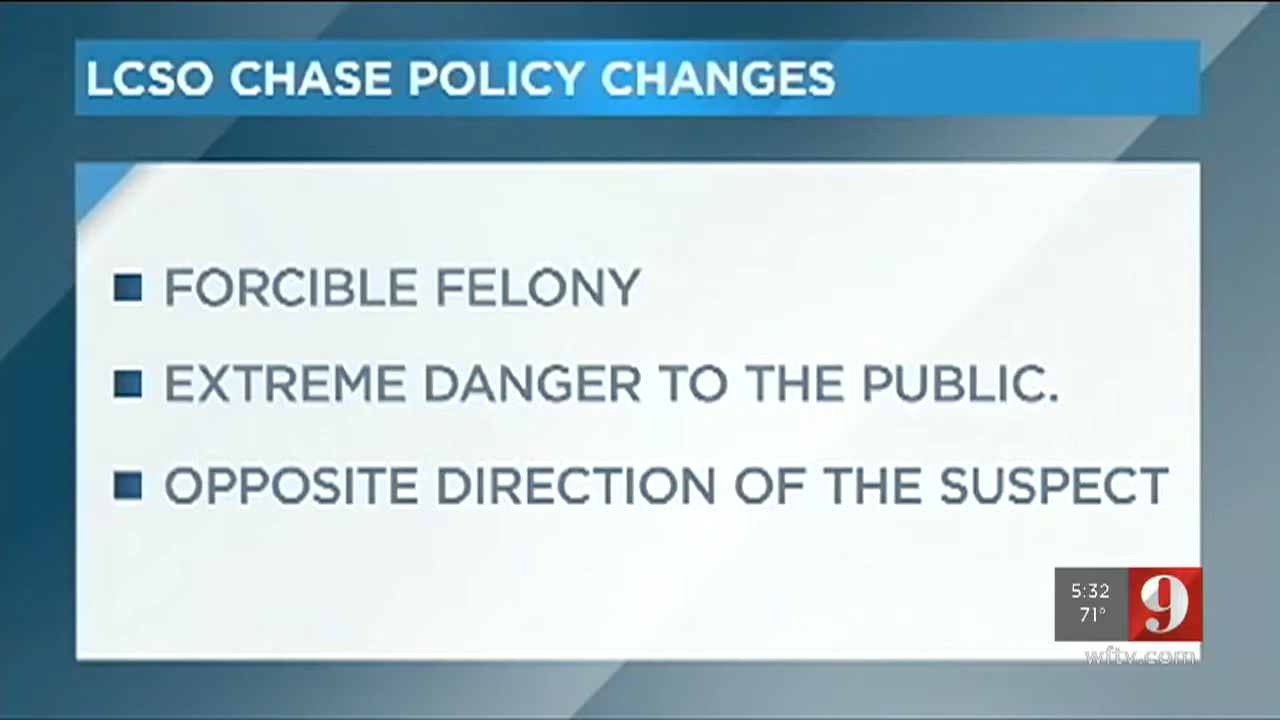 LCSO CHASE POLICY CHANGES
FORCIBLE FELONY
EXTREME DANGER TO THE PUBLIC.
OPPOSITE DIRECTION OF THE SUSPECT
5:32
71°
9
wftv.com